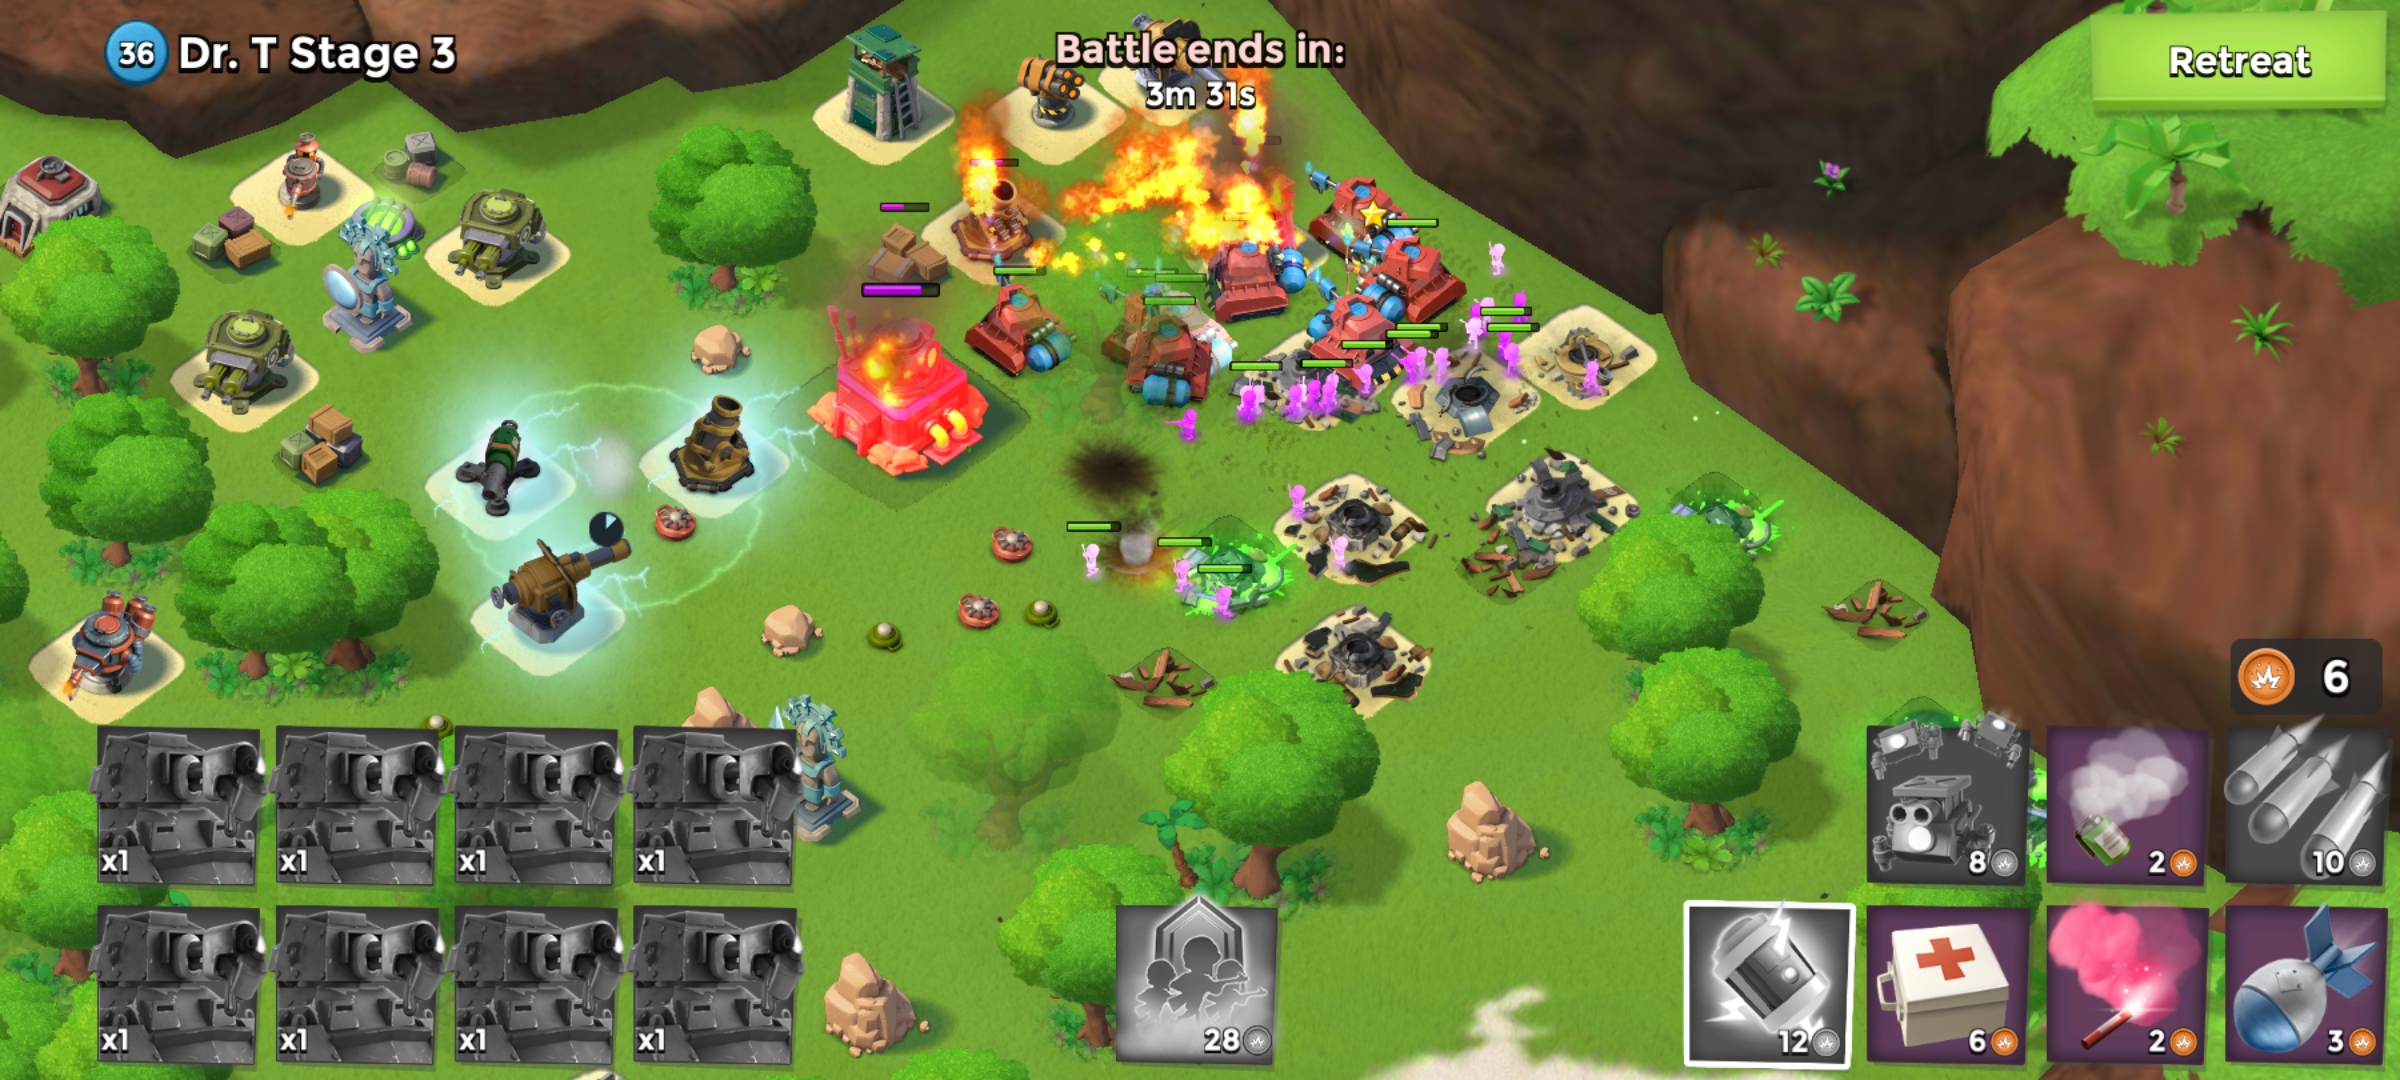 36 Dr. T Stage 3
Battle ends in:
3m 31s
Retreat
6
x1 x1 x1 x1
8 2 10
x1 x1 x1 x1
28
12 6 2 3